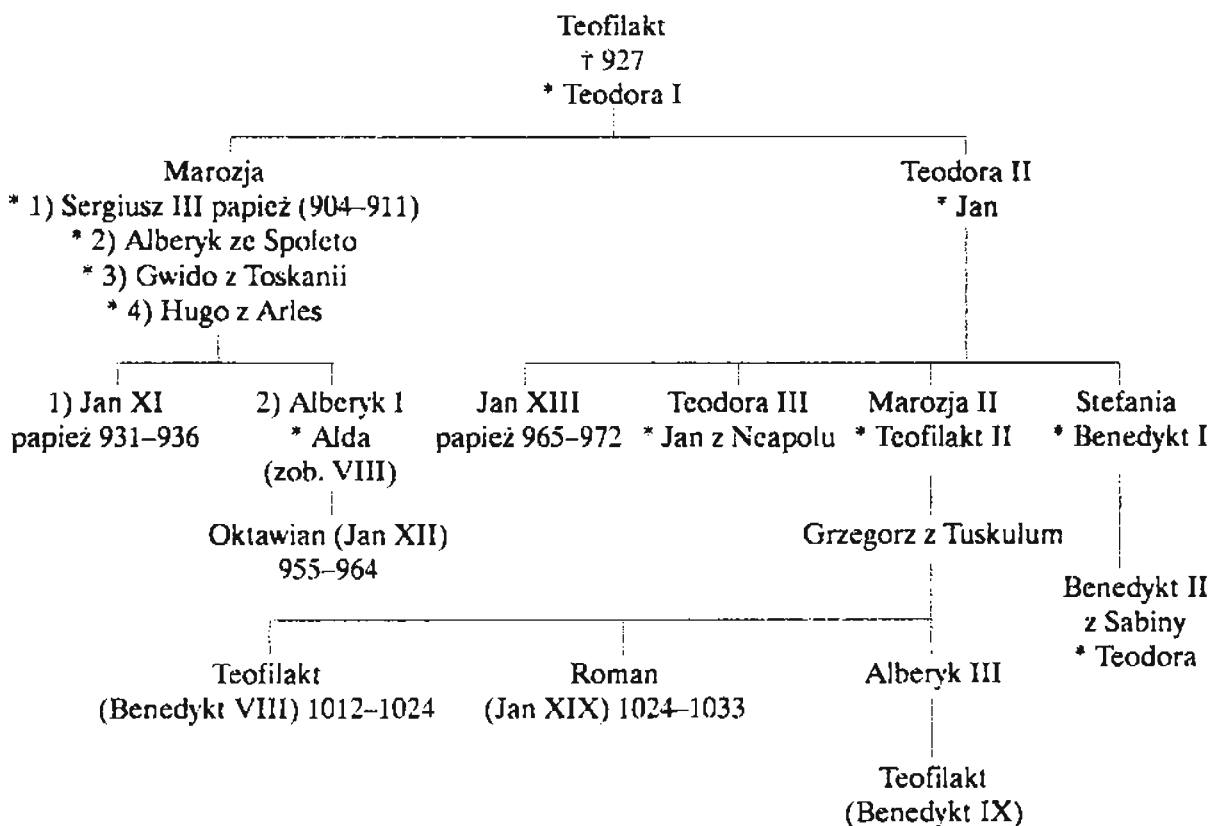 Teofilakt
† 927
* Teodora I
Marozja
* 1) Sergiusz III papież (904–911)
* 2) Alberyk ze Spoleto
* 3) Gwido z Toskanii
* 4) Hugo z Arles
Teodora II
* Jan
1) Jan XI
papież 931–936
2) Alberyk I
* Alda
(zob. VIII)
Jan XIII
papież 965–972
Teodora III
* Jan z Neapolu
Marozja II
* Teofilakt II
Stefania
* Benedykt I
Oktawian (Jan XII)
955–964
Grzegorz z Tuskulum
Benedykt II
z Sabiny
* Teodora
Teofilakt
(Benedykt VIII) 1012–1024
Roman
(Jan XIX) 1024–1033
Alberyk III
Teofilakt
(Benedykt IX)